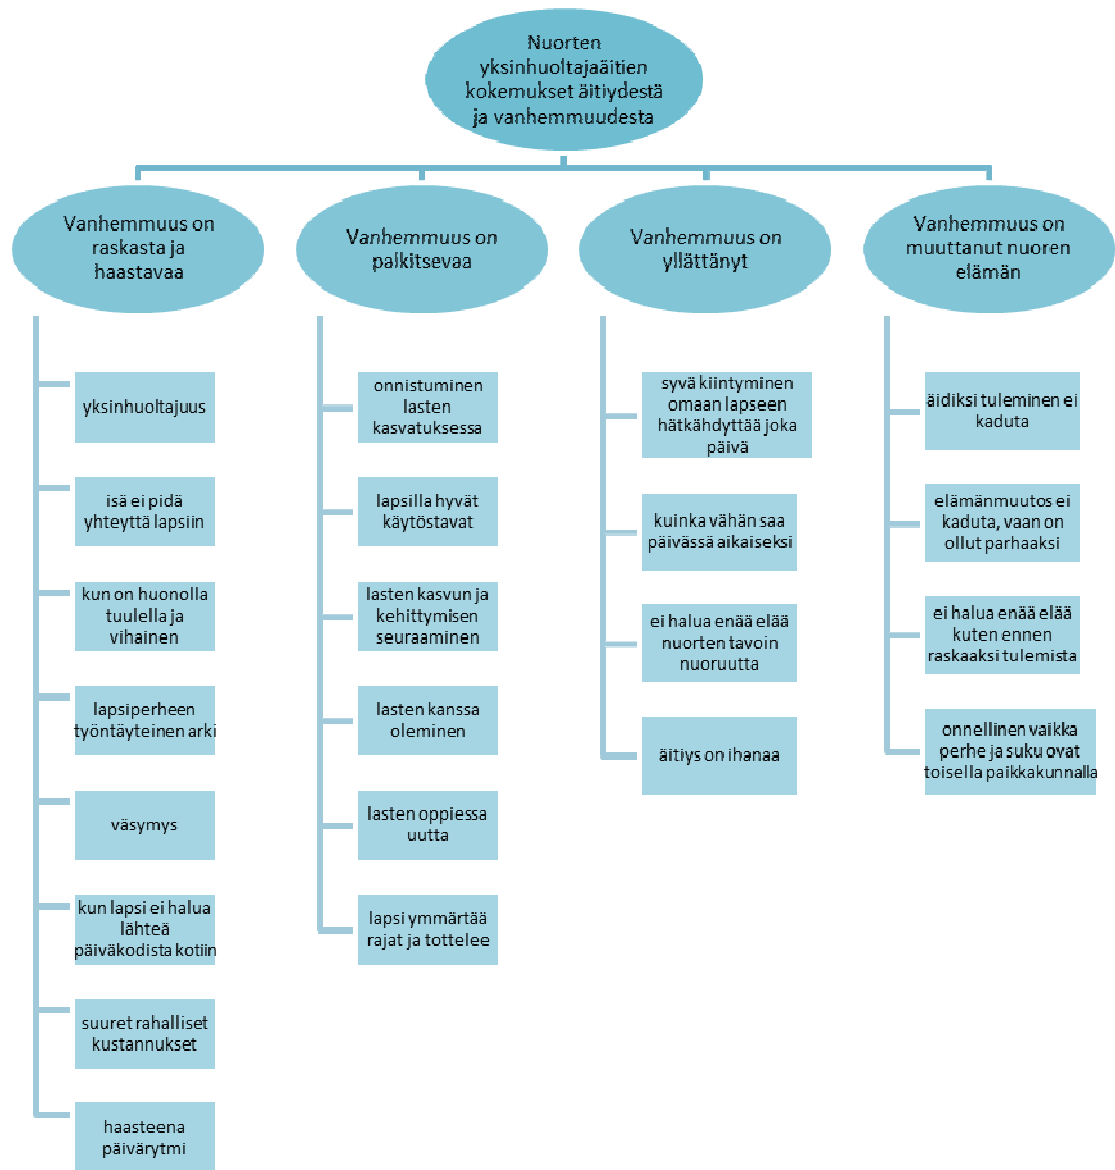 Nuorten
yksinhuoltajaäitien
kokemukset äitiydestä
ja vanhemmuudesta
Vanhemmuus on
raskasta ja
haastavaa
yksinhuoltajuus
isä ei pidä
yhteyttä lapsiin
kun on huonolla
tuulella ja
vihainen
lapsiperheen
työntäyteinen arki
väsymys
kun lapsi ei halua
lähteä
päiväkodista kotiin
suuret rahalliset
kustannukset
haasteena
päivärytmi
Vanhemmuus on
palkitsevaa
onnistuminen
lasten
kasvatuksessa
lapsilla hyvät
käytöstavat
lasten kasvun ja
kehittymisen
seuraaminen
lasten kanssa
oleminen
lasten oppiessa
uutta
lapsi ymmärtää
rajat ja tottelee
Vanhemmuus on
yllättänyt
syvä kiintyminen
omaan lapseen
hätkähdyttää joka
päivä
kuinka vähän saa
päivässä aikaiseksi
ei halua enää elää
nuorten tavoin
nuoruutta
äitiys on ihanaa
Vanhemmuus on
muuttanut nuoren
elämän
äidiksi tuleminen ei
kaduta
elämänmuutos ei
kaduta, vaan on
ollut parhaaksi
ei halua enää elää
kuten ennen
raskaaksi tulemista
onnellinen vaikka
perhe ja suku ovat
toisella paikkakunnalla